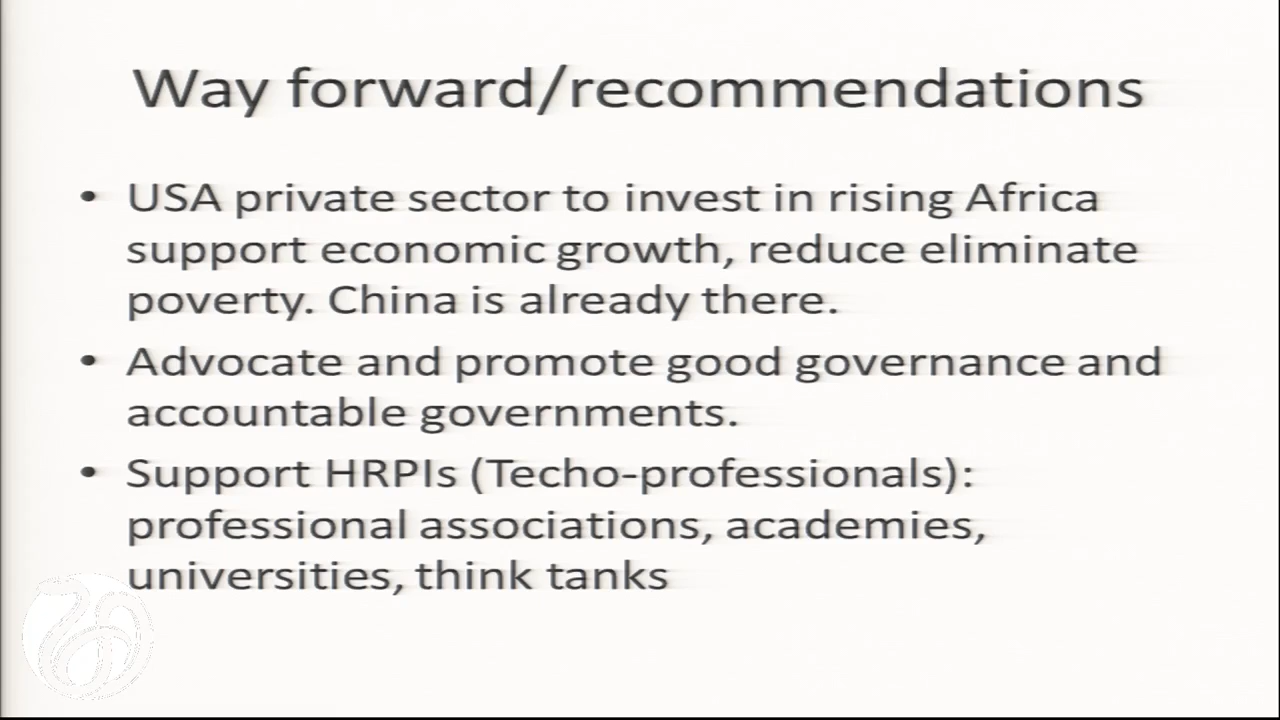 Way forward/recommendations
• USA private sector to invest in rising Africa
support economic growth, reduce eliminate
poverty. China is already there.
• Advocate and promote good governance and
accountable governments.
• Support HRPIs (Techo-professionals):
professional associations, academies,
universities, think tanks